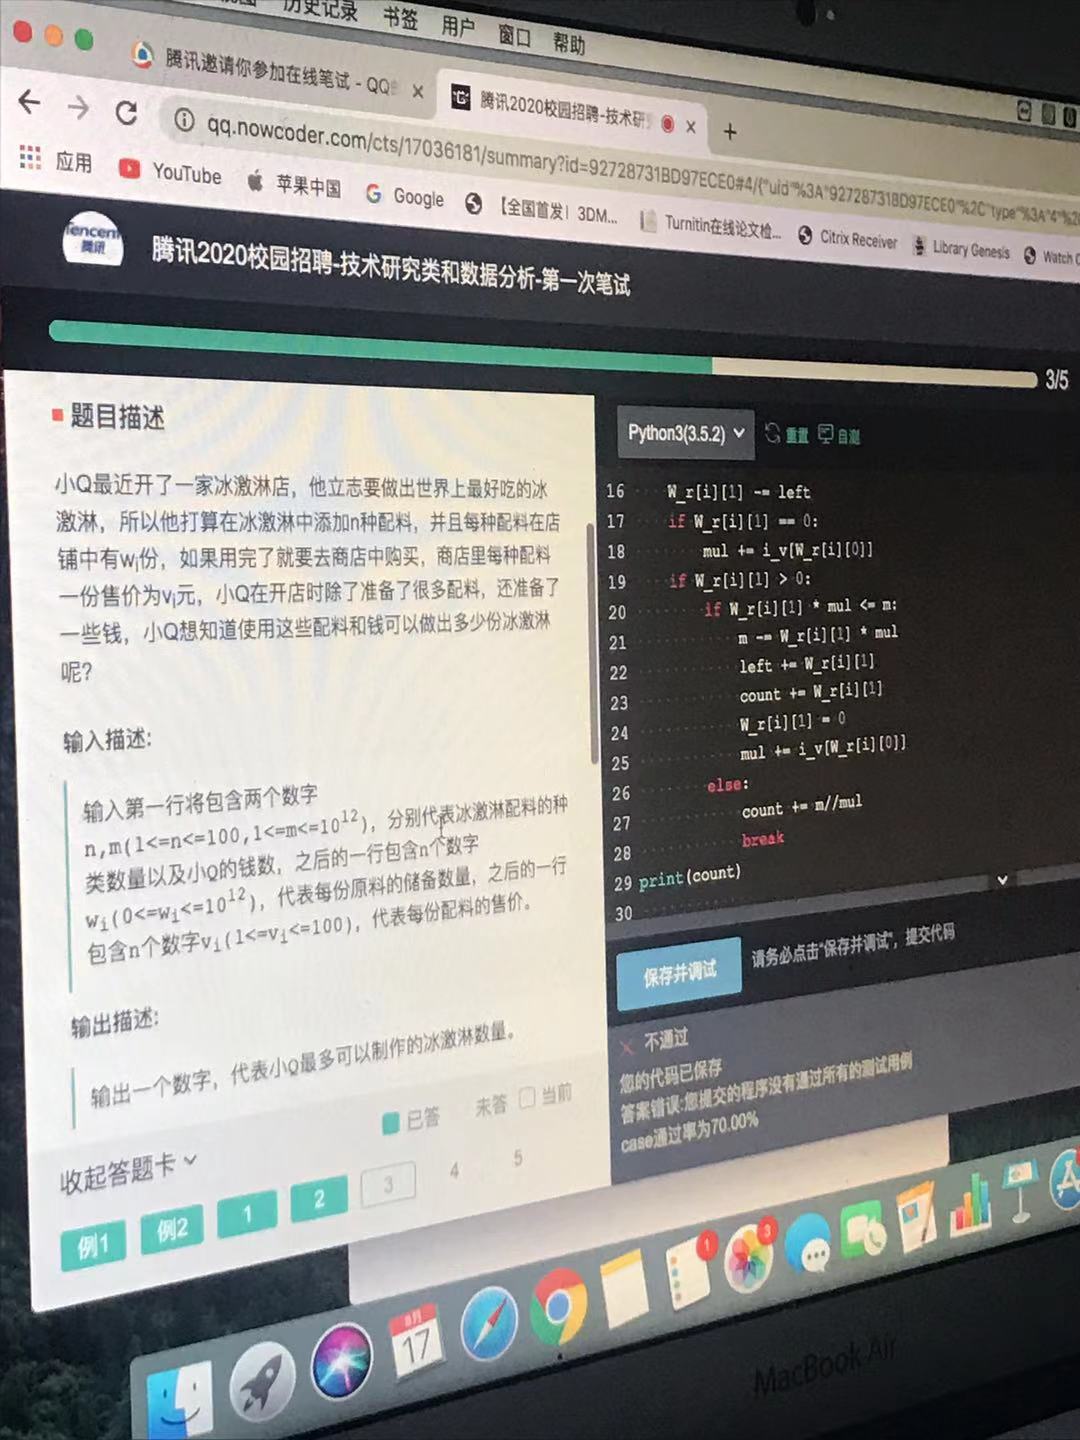 历史记录 书签 用户 窗口 帮助
腾讯邀请你参加在线笔试 - QQ
腾讯2020校园招聘-技术研
qq.nowcoder.com/cts/17036181/summary?id=92728731BD97ECE0#4/{"uid"%3A"92728731BD97ECE0"%2C"type"%3A"4"%2
应用 YouTube 苹果中国 Google 【全国首发】3DM... Turnitin在线论文检... Citrix Receiver Library Genesis Watch
Tencent
腾讯
腾讯2020校园招聘-技术研究类和数据分析-第一次笔试
3/5
题目描述
小Q最近开了一家冰激淋店，他立志要做出世界上最好吃的冰
激淋，所以他打算在冰激淋中添加n种配料，并且每种配料在店
铺中有wi份，如果用完了就要去商店中购买，商店里每种配料
一份售价为vi元，小Q在开店时除了准备了很多配料，还准备了
一些钱，小Q想知道使用这些配料和钱可以做出多少份冰激淋
呢?
输入描述:
输入第一行将包含两个数字
n,m(1<=n<=100,1<=m<=10^12)，分别代表冰激淋配料的种
类数量以及小Q的钱数，之后的一行包含n个数字
wi(0<=wi<=10^12)，代表每份原料的储备数量，之后的一行
包含n个数字vi(1<=vi<=100)，代表每份配料的售价。
输出描述:
输出一个数字，代表小Q最多可以制作的冰激淋数量。
已答 未答 当前
收起答题卡
例1 例2 1 2 3 4 5
Python3(3.5.2) 重置 自测
16 W_r[i][1] -= left
17 if W_r[i][1] == 0:
18 mul += i_v[W_r[i][0]]
19 if W_r[i][1] > 0:
20 if W_r[i][1] * mul <= m:
21 m -= W_r[i][1] * mul
22 left += W_r[i][1]
23 count += W_r[i][1]
24 W_r[i][1] = 0
25 mul += i_v[W_r[i][0]]
26 else:
27 count += m//mul
28 break
29 print(count)
30
保存并调试 请务必点击“保存并调试”，提交代码
不通过
您的代码已保存
答案错误:您提交的程序没有通过所有的测试用例
case通过率为70.00%
1
3
8月
17
MacBook Air